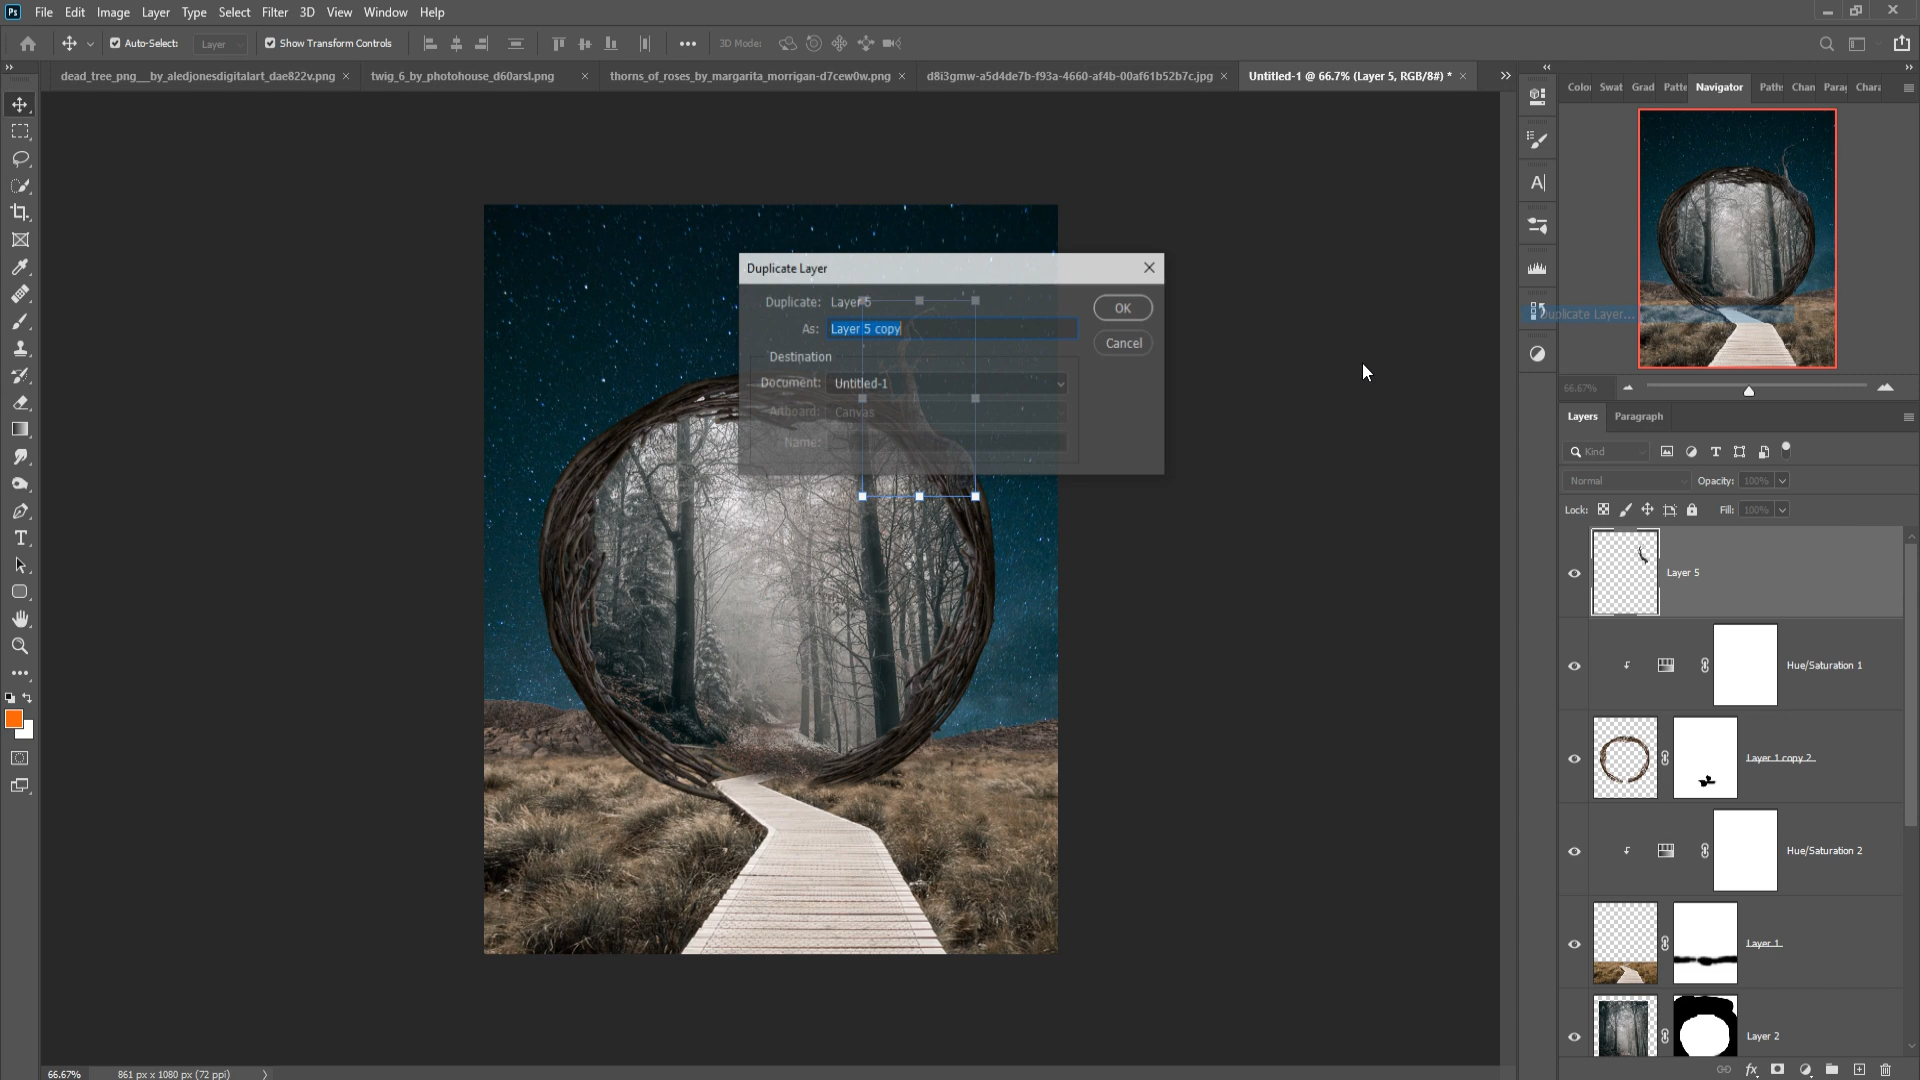 Ps File Edit Image Layer Type Select Filter 3D View Window Help
Auto-Select: Layer Show Transform Controls 3D Mode:
dead_tree_png__by_aledjonesdigitalart_dae822v.png twig_6_by_photohouse_d60arsl.png thorns_of_roses_by_margarita_morrigan-d7cew0w.png d8i3gmw-a5d4de7b-f93a-4660-af4b-00af61b52b7c.jpg Untitled-1 @ 66.7% (Layer 5, RGB/8#) *
Colo Swat Grad Patte Navigator Paths Chan Parag Chara
Duplicate Layer
Duplicate: Layer 5
OK
As: Layer 5 copy
Cancel
Destination
Document: Untitled-1
Artboard: Canvas
Name:
Duplicate Layer...
66.67%
Layers Paragraph
Kind
Normal Opacity: 100%
Lock: Fill: 100%
Layer 5
Hue/Saturation 1
Layer 1 copy 2
Hue/Saturation 2
Layer 1
Layer 2
fx
66.67% 861 px x 1080 px (72 ppi)